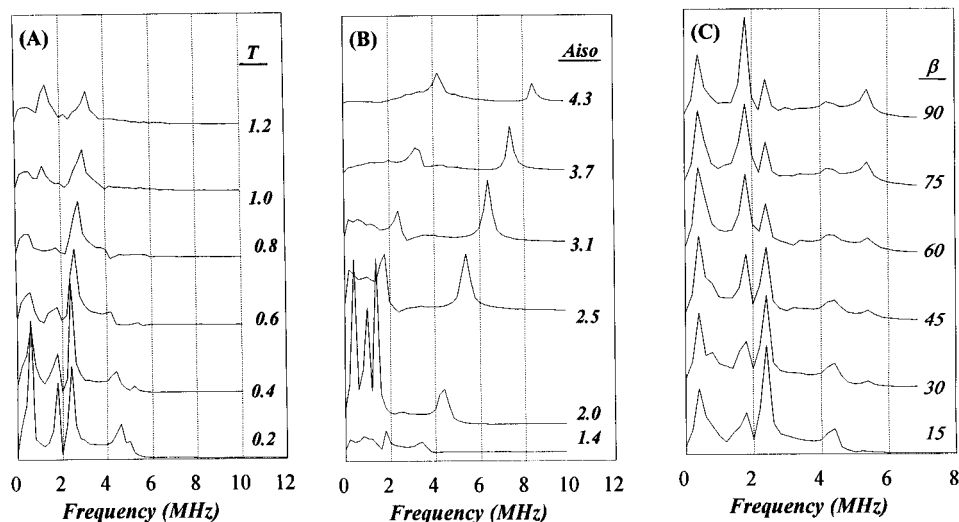 (A)
T
1.2
1.0
0.8
0.6
0.4
0.2
0 2 4 6 8 10 12
Frequency (MHz)
(B)
Aiso
4.3
3.7
3.1
2.5
2.0
1.4
0 2 4 6 8 10 12
Frequency (MHz)
(C)
β
90
75
60
45
30
15
0 2 4 6 8
Frequency (MHz)